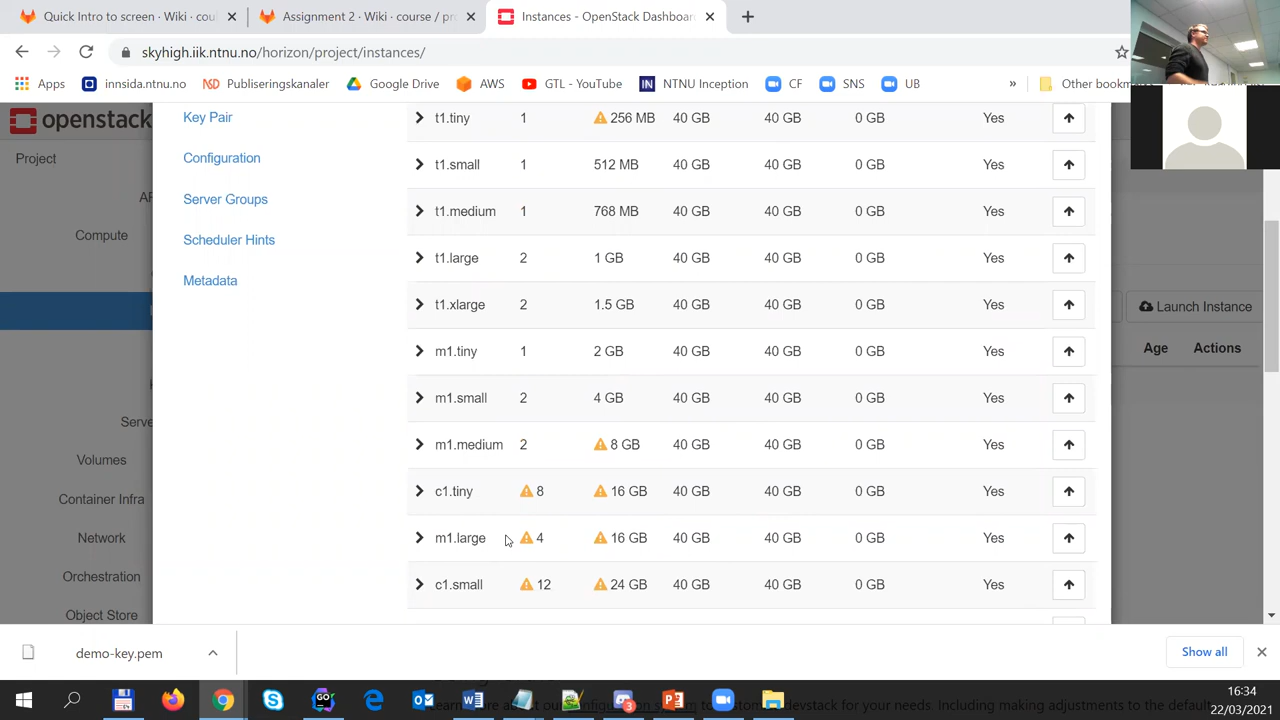 Quick Intro to screen · Wiki · cou
Assignment 2 · Wiki · course / pr
Instances - OpenStack Dashboar
skyhigh.iik.ntnu.no/horizon/project/instances/
Apps innsida.ntnu.no Publiseringskanaler Google Drive AWS GTL - YouTube NTNU Inception CF SNS UB » Other bookm
openstack
Project
Compute
Serve
Volumes
Container Infra
Network
Orchestration
Object Store
Key Pair
Configuration
Server Groups
Scheduler Hints
Metadata
t1.tiny 1 256 MB 40 GB 40 GB 0 GB Yes
t1.small 1 512 MB 40 GB 40 GB 0 GB Yes
t1.medium 1 768 MB 40 GB 40 GB 0 GB Yes
t1.large 2 1 GB 40 GB 40 GB 0 GB Yes
t1.xlarge 2 1.5 GB 40 GB 40 GB 0 GB Yes
m1.tiny 1 2 GB 40 GB 40 GB 0 GB Yes
m1.small 2 4 GB 40 GB 40 GB 0 GB Yes
m1.medium 2 8 GB 40 GB 40 GB 0 GB Yes
c1.tiny 8 16 GB 40 GB 40 GB 0 GB Yes
m1.large 4 16 GB 40 GB 40 GB 0 GB Yes
c1.small 12 24 GB 40 GB 40 GB 0 GB Yes
Launch Instance
Age Actions
demo-key.pem
Show all
16:34
22/03/2021